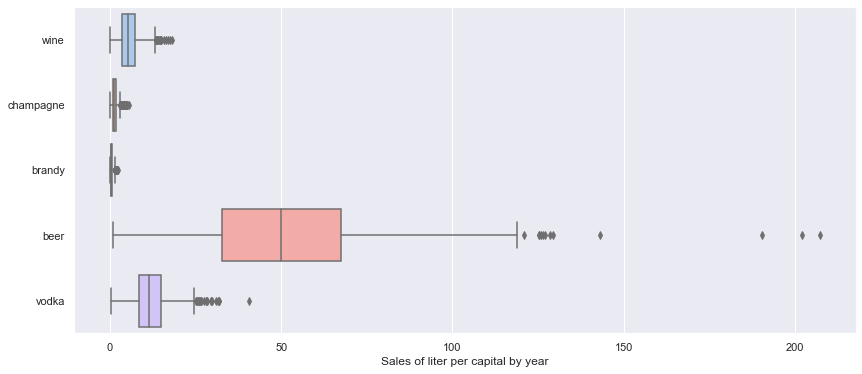 wine
champagne
brandy
beer
vodka
0 50 100 150 200
Sales of liter per capital by year